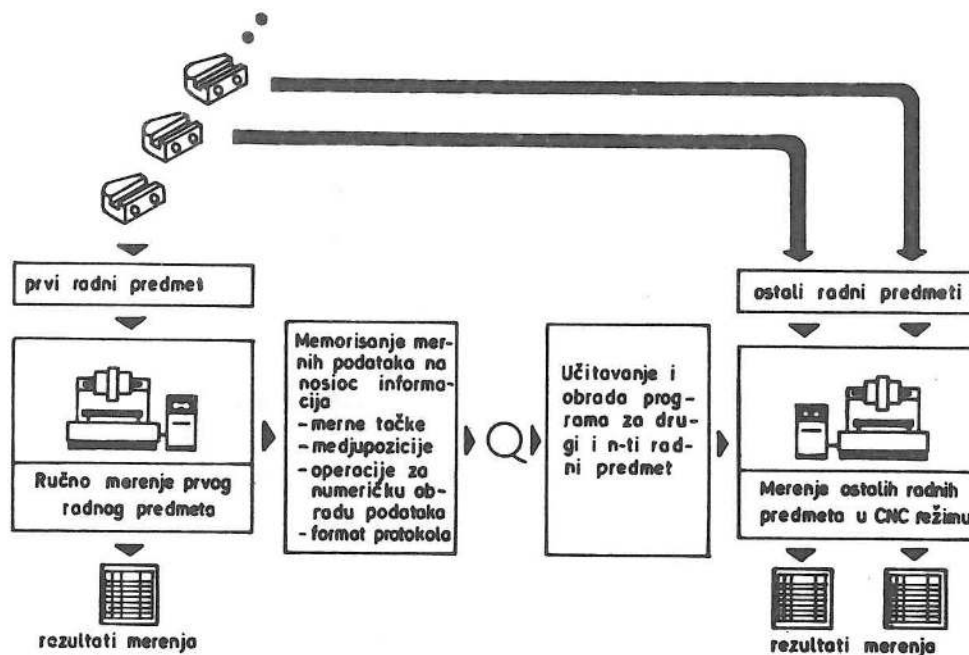 prvi radni predmet
ostali radni predmeti
Ručno merenje prvog
radnog predmeta
Memorisanje mer-
nih podataka na
nosioc informa-
cija
-merne tačke
-medjupozicije
-operacije za
numeričku ob-
radu podataka
-format protokola
Učitavanje i
obrada prog-
rama za dru-
gi i n-ti rad-
ni predmet
Merenje ostalih radnih
predmeta u CNC režimu
rezultati merenja
rezultati merenja